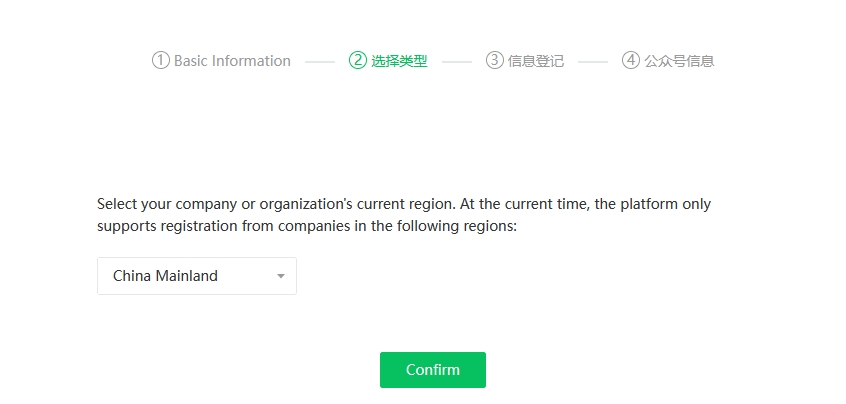 ① Basic Information ② 选择类型 ③ 信息登记 ④ 公众号信息
Select your company or organization's current region. At the current time, the platform only
supports registration from companies in the following regions:
China Mainland
Confirm